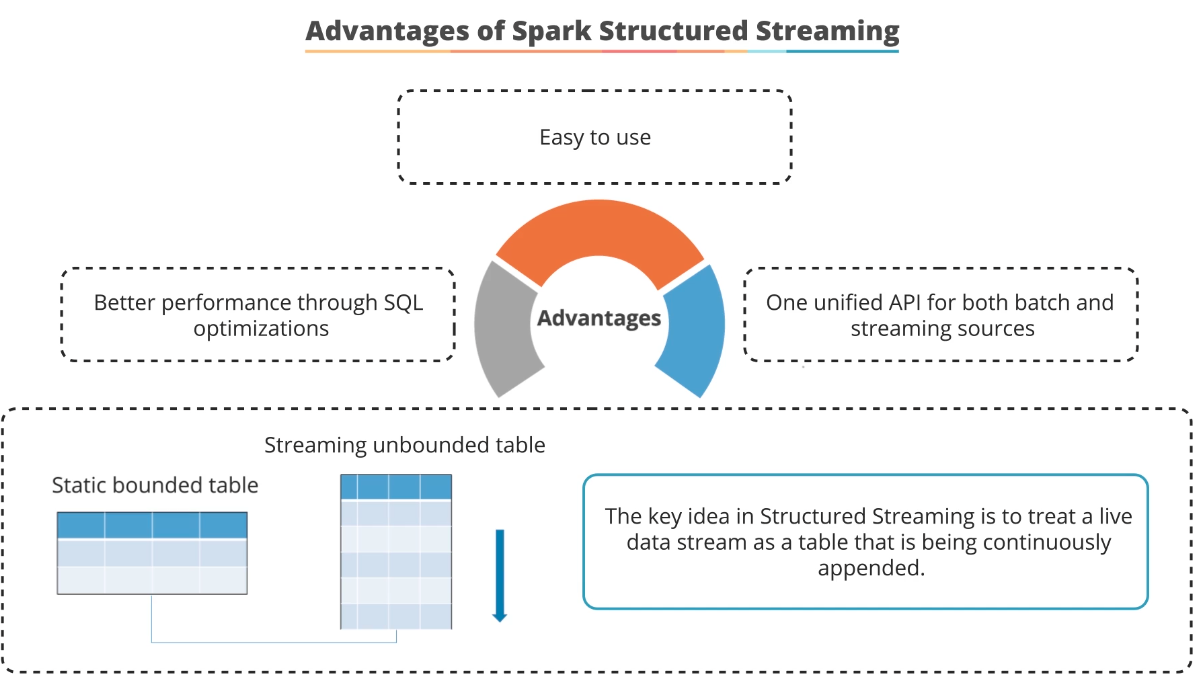 Advantages of Spark Structured Streaming
Easy to use
Better performance through SQL
optimizations
Advantages
One unified API for both batch and
streaming sources
Streaming unbounded table
Static bounded table
The key idea in Structured Streaming is to treat a live
data stream as a table that is being continuously
appended.